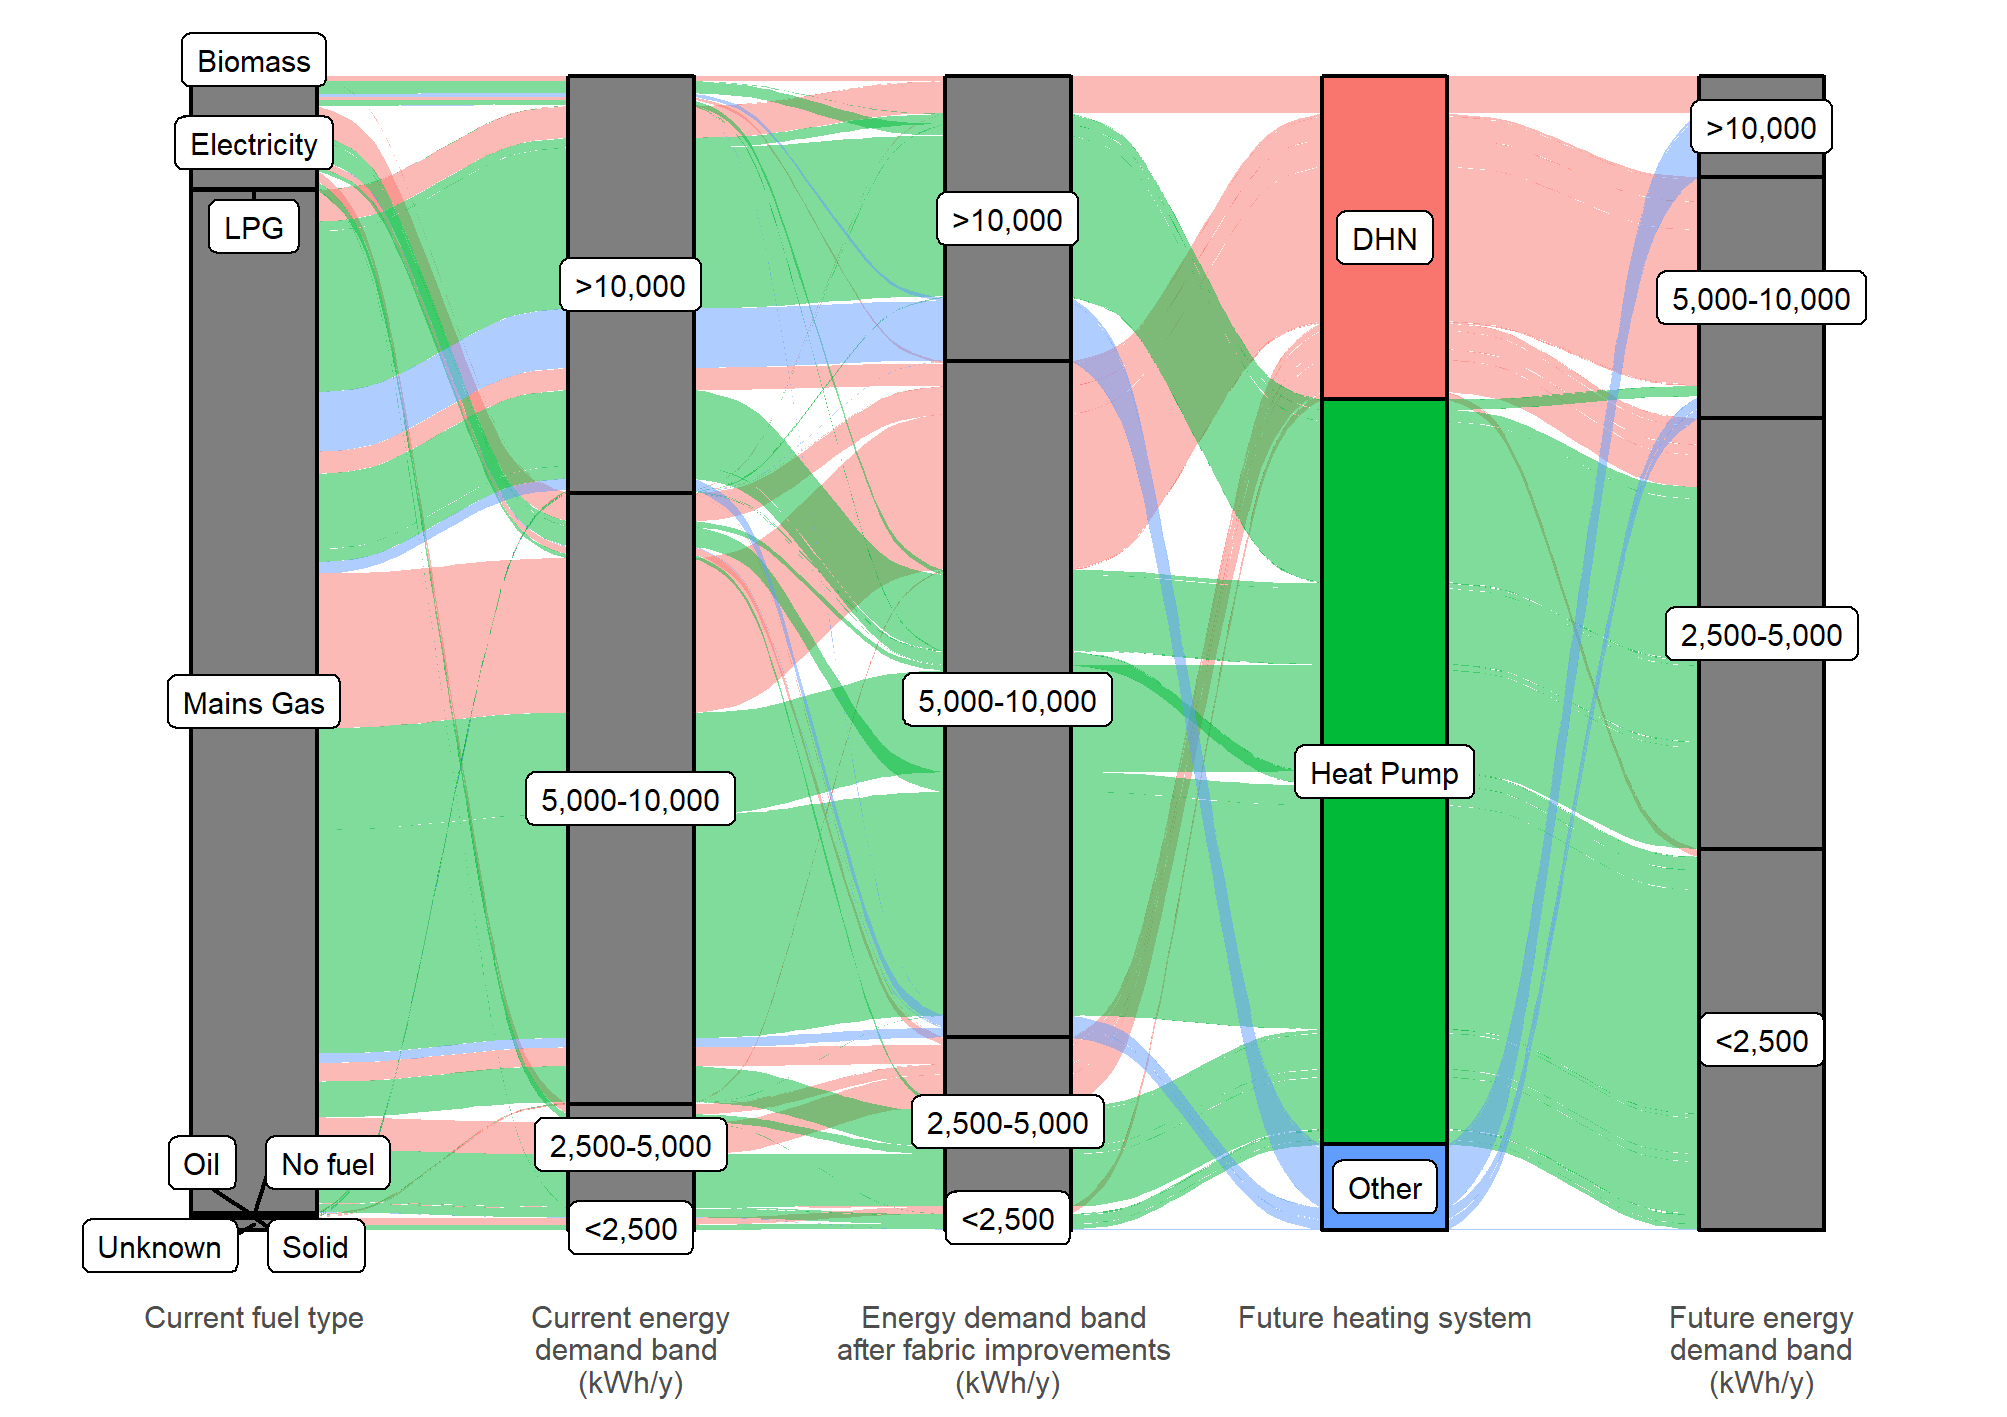 Biomass
Electricity
LPG
Mains Gas
Oil
No fuel
Unknown
Solid
>10,000
5,000-10,000
2,500-5,000
<2,500
>10,000
5,000-10,000
2,500-5,000
<2,500
DHN
Heat Pump
Other
>10,000
5,000-10,000
2,500-5,000
<2,500
Current fuel type
Current energy
demand band
(kWh/y)
Energy demand band
after fabric improvements
(kWh/y)
Future heating system
Future energy
demand band
(kWh/y)